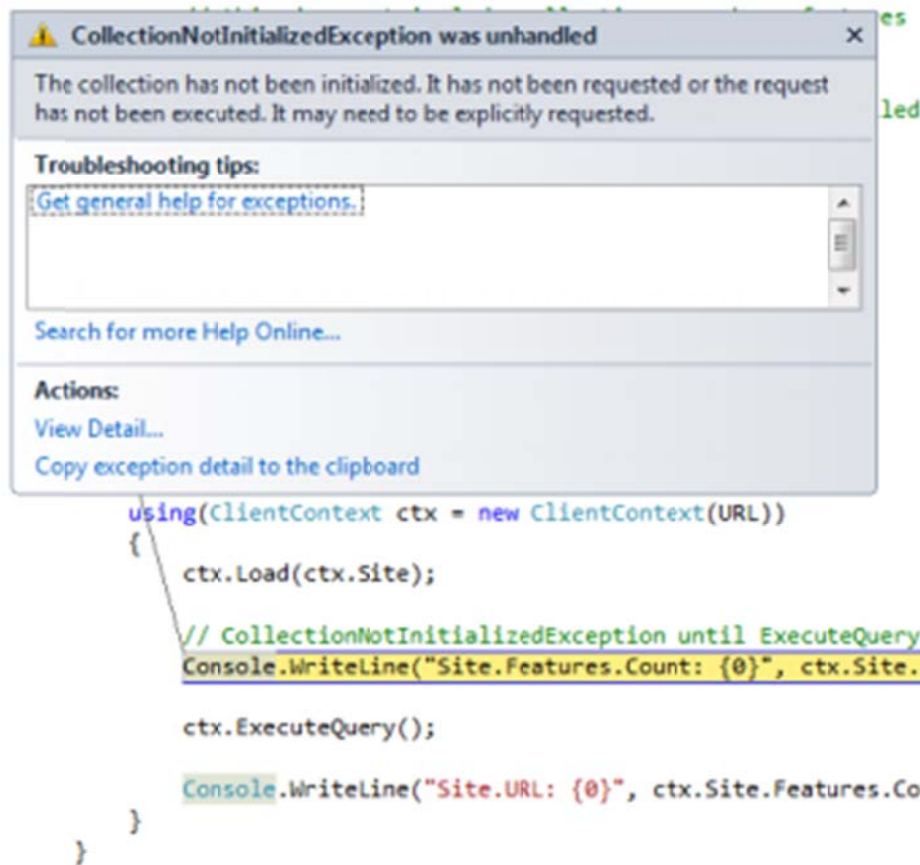 es
CollectionNotInitializedException was unhandled
The collection has not been initialized. It has not been requested or the request
has not been executed. It may need to be explicitly requested.
led
Troubleshooting tips:
Get general help for exceptions.
Search for more Help Online...
Actions:
View Detail...
Copy exception detail to the clipboard
using(ClientContext ctx = new ClientContext(URL))
{
ctx.Load(ctx.Site);
// CollectionNotInitializedException until ExecuteQuery
Console.WriteLine("Site.Features.Count: {0}", ctx.Site.
ctx.ExecuteQuery();
Console.WriteLine("Site.URL: {0}", ctx.Site.Features.Co
}
}